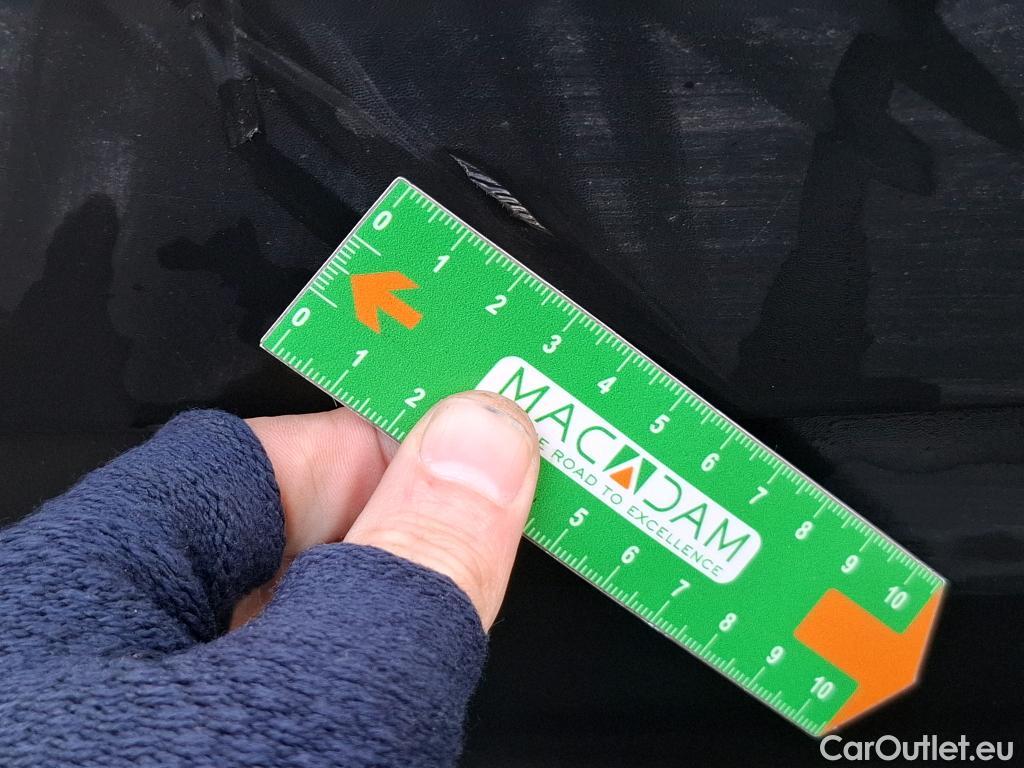 0 1 2 3 4 5 6 7 8 9 10
MACADAM
E ROAD TO EXCELLENCE
0 1 2 5 6 7 8 9 10
CarOutlet.eu